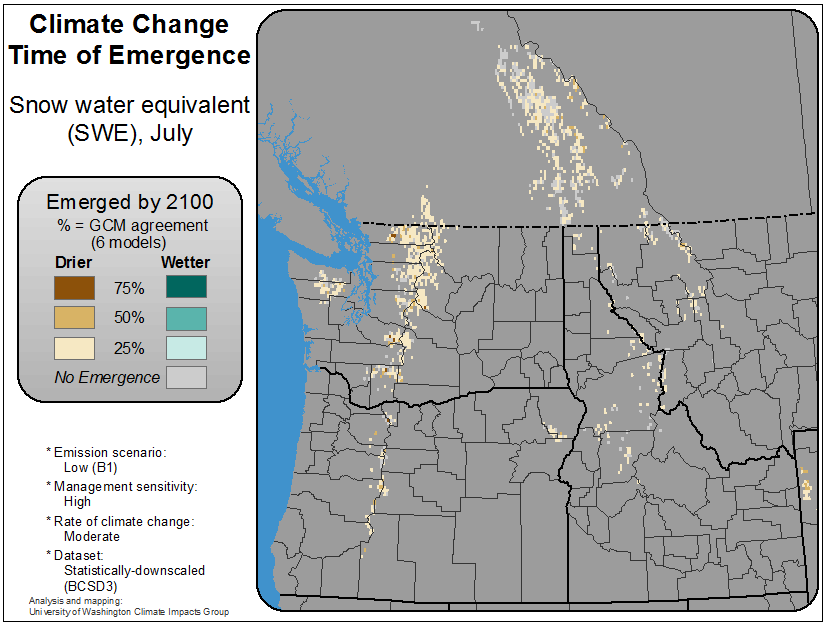 Climate Change
Time of Emergence
Snow water equivalent
(SWE), July
Emerged by 2100
% = GCM agreement
(6 models)
Drier Wetter
75%
50%
25%
No Emergence
* Emission scenario:
Low (B1)
* Management sensitivity:
High
* Rate of climate change:
Moderate
* Dataset:
Statistically-downscaled
(BCSD3)
Analysis and mapping:
University of Washington Climate Impacts Group